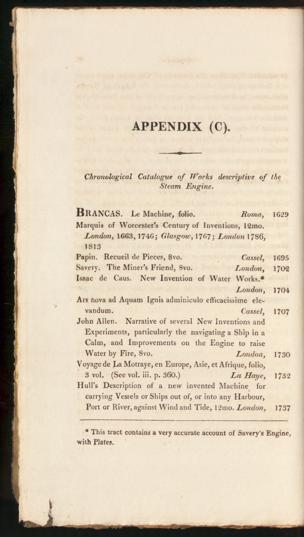 APPENDIX (C).
Chronological Catalogue of Works descriptive of the
Steam Engine.
BRANCAS. Le Machine, folio. Roma, 1629
Marquis of Worcester's Century of Inventions, 12mo.
London, 1663, 1746; Glasgow, 1767; London 1786,
1813
Papin. Recueil de Pieces, 8vo. Cassel, 1695
Savery. The Miner's Friend, 8vo. London, 1702
Isaac de Caus. New Invention of Water Works.*
London, 1704
Ars nova ad Aquam Ignis adminiculo efficacissime ele-
vandum. Cassel, 1707
John Allen. Narrative of several New Inventions and
Experiments, particularly the navigating a Ship in a
Calm, and Improvements on the Engine to raise
Water by Fire, 8vo. London, 1730
Voyage de La Motraye, en Europe, Asie, et Afrique, folio,
3 vol. (See vol. iii. p. 360.) La Haye, 1732
Hull's Description of a new invented Machine for
carrying Vessels or Ships out of, or into any Harbour,
Port or River, against Wind and Tide, 12mo. London, 1737
* This tract contains a very accurate account of Savery's Engine,
with Plates.